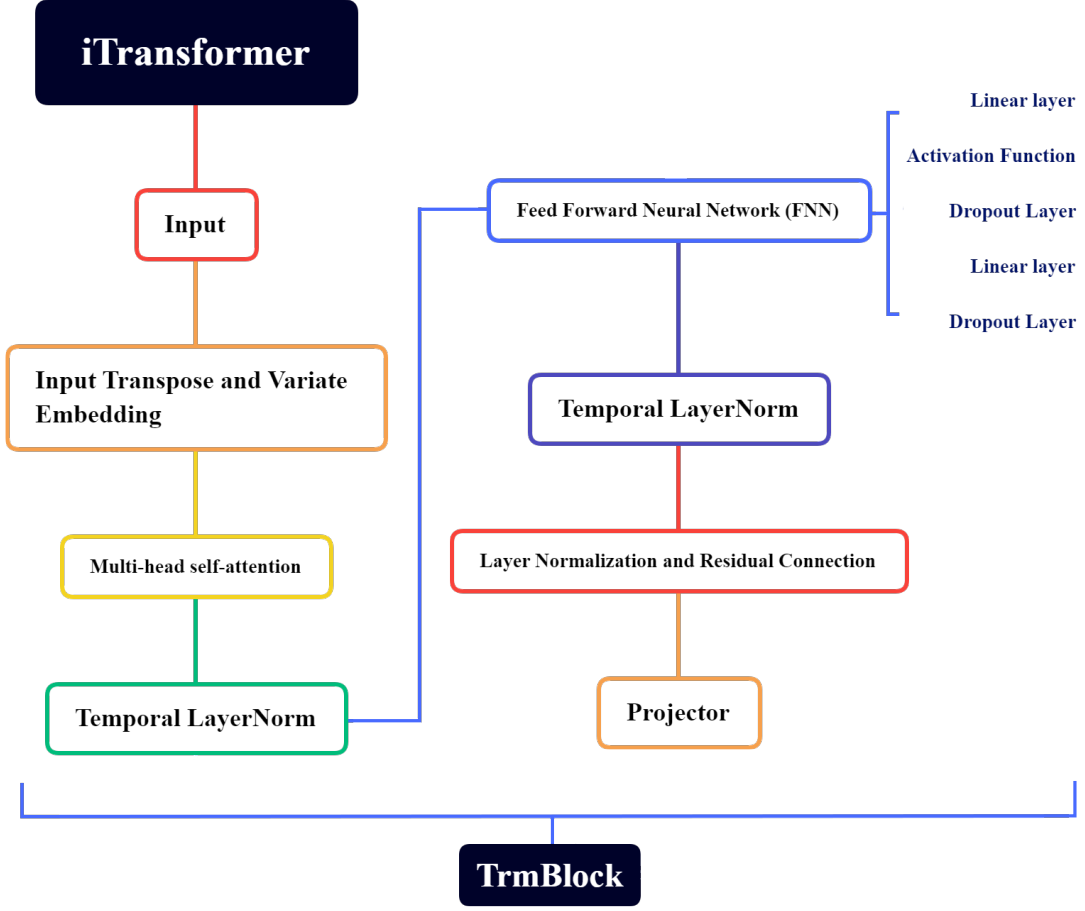 iTransformer
Input
Input Transpose and Variate
Embedding
Multi-head self-attention
Temporal LayerNorm
Feed Forward Neural Network (FNN)
Linear layer
Activation Function
Dropout Layer
Linear layer
Dropout Layer
Temporal LayerNorm
Layer Normalization and Residual Connection
Projector
TrmBlock